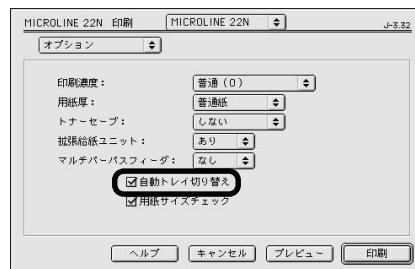 MICROLINE 22N 印刷 MICROLINE 22N J-3.32
オプション
印刷濃度： 普通（0）
用紙厚： 普通紙
トナーセーブ： しない
拡張給紙ユニット： あり
マルチパーパスフィーダ： なし
自動トレイ切り替え
用紙サイズチェック
ヘルプ キャンセル プレビュー 印刷